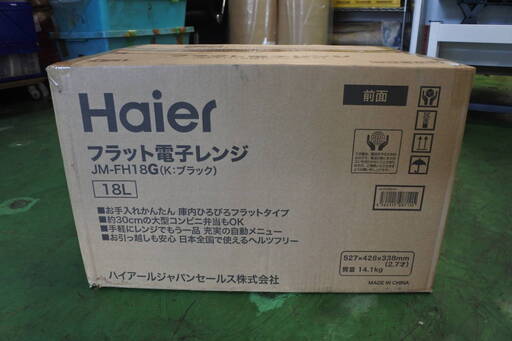 Haier
前面
フラット電子レンジ
JM-FH18G(K:ブラック)
18L
■お手入れかんたん 庫内ひろびろフラットタイプ
■約30cmの大型コンビニ弁当もOK
■手軽にレンジでもう一品 充実の自動メニュー
■お引っ越しも安心 日本全国で使えるヘルツフリー
527×428×338mm
(2.7才)
質量 14.1kg
ハイアールジャパンセールス株式会社
MADE IN CHINA